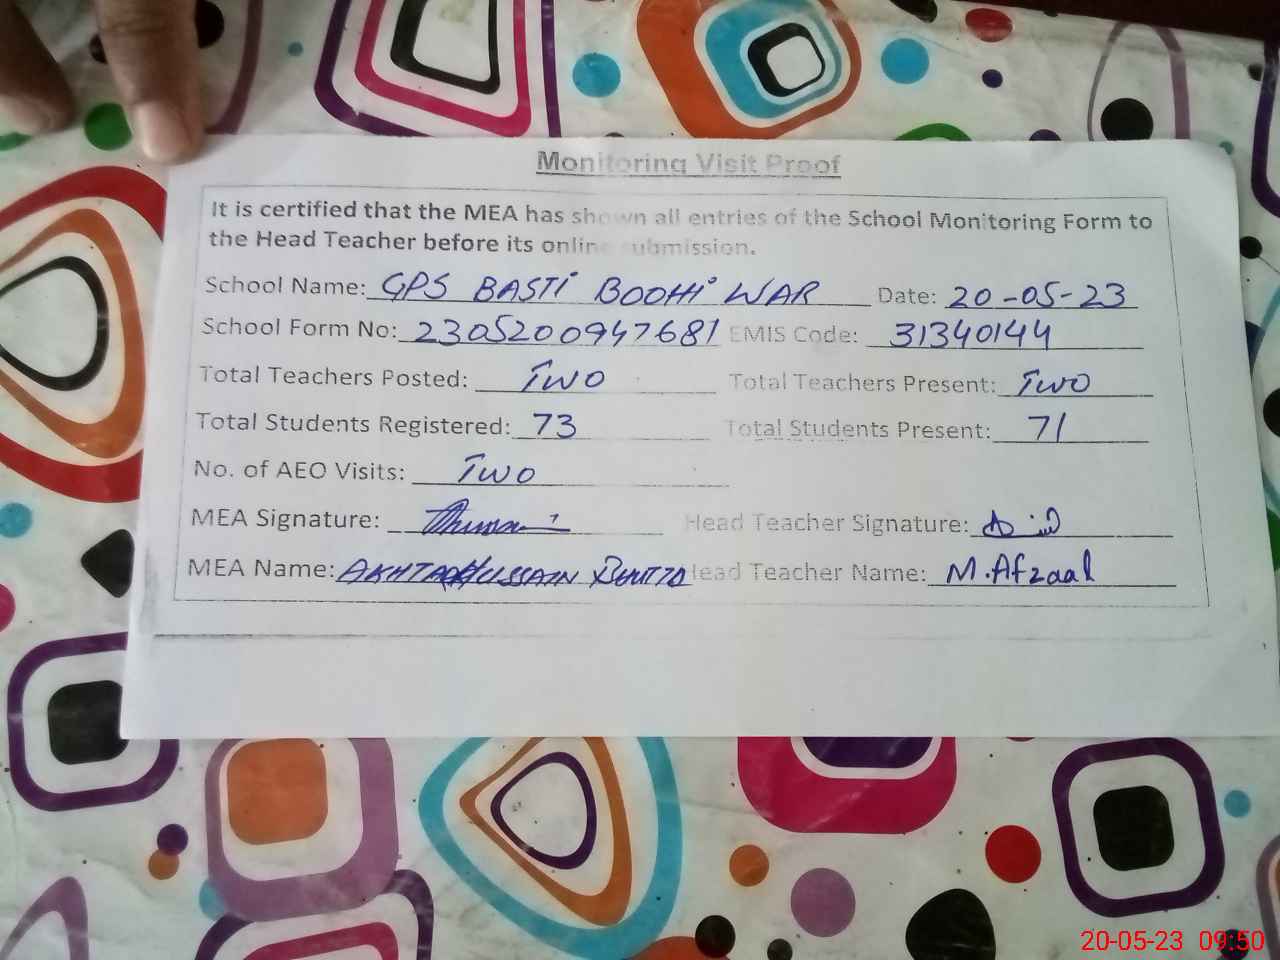 Monitoring Visit Proof
It is certified that the MEA has shown all entries of the School Monitoring Form to
the Head Teacher before its online submission.
School Name: GPS BASTI BOOHI WAR Date: 20-05-23
School Form No: 2305200947681 EMIS Code: 31340144
Total Teachers Posted: Two Total Teachers Present: Two
Total Students Registered: 73 Total Students Present: 71
No. of AEO Visits: Two
MEA Signature: Head Teacher Signature:
MEA Name: AKHTAR HUSSAIN BHUTTO Head Teacher Name: M.Afzaal
20-05-23 09:50